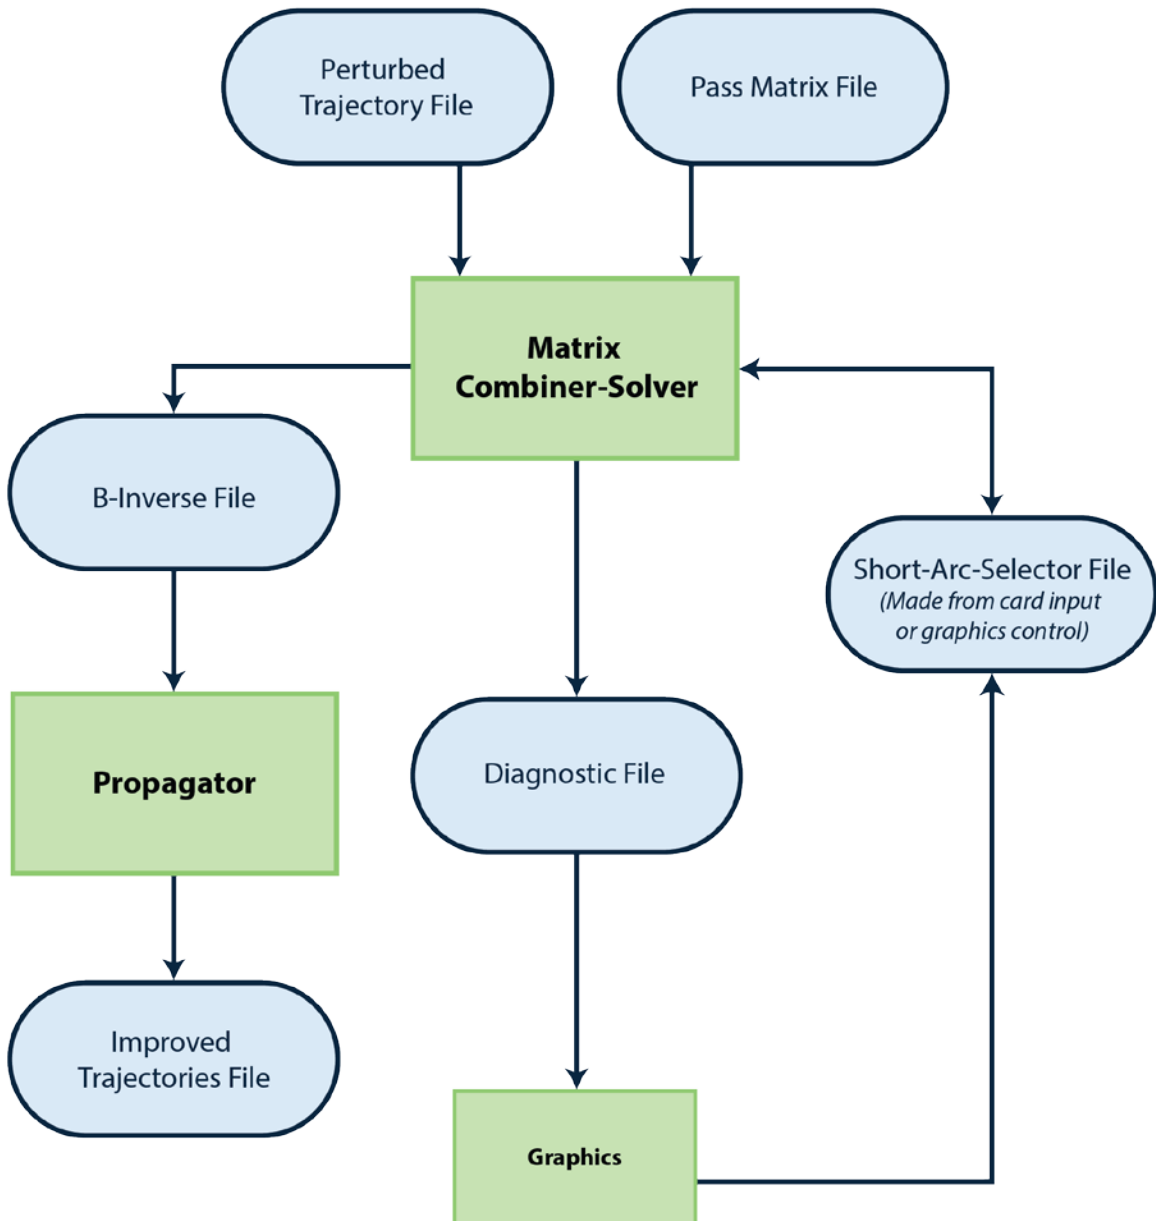 Perturbed
Trajectory File
Pass Matrix File
Matrix
Combiner-Solver
B-Inverse File
Short-Arc-Selector File
(Made from card input
or graphics control)
Propagator
Diagnostic File
Improved
Trajectories File
Graphics